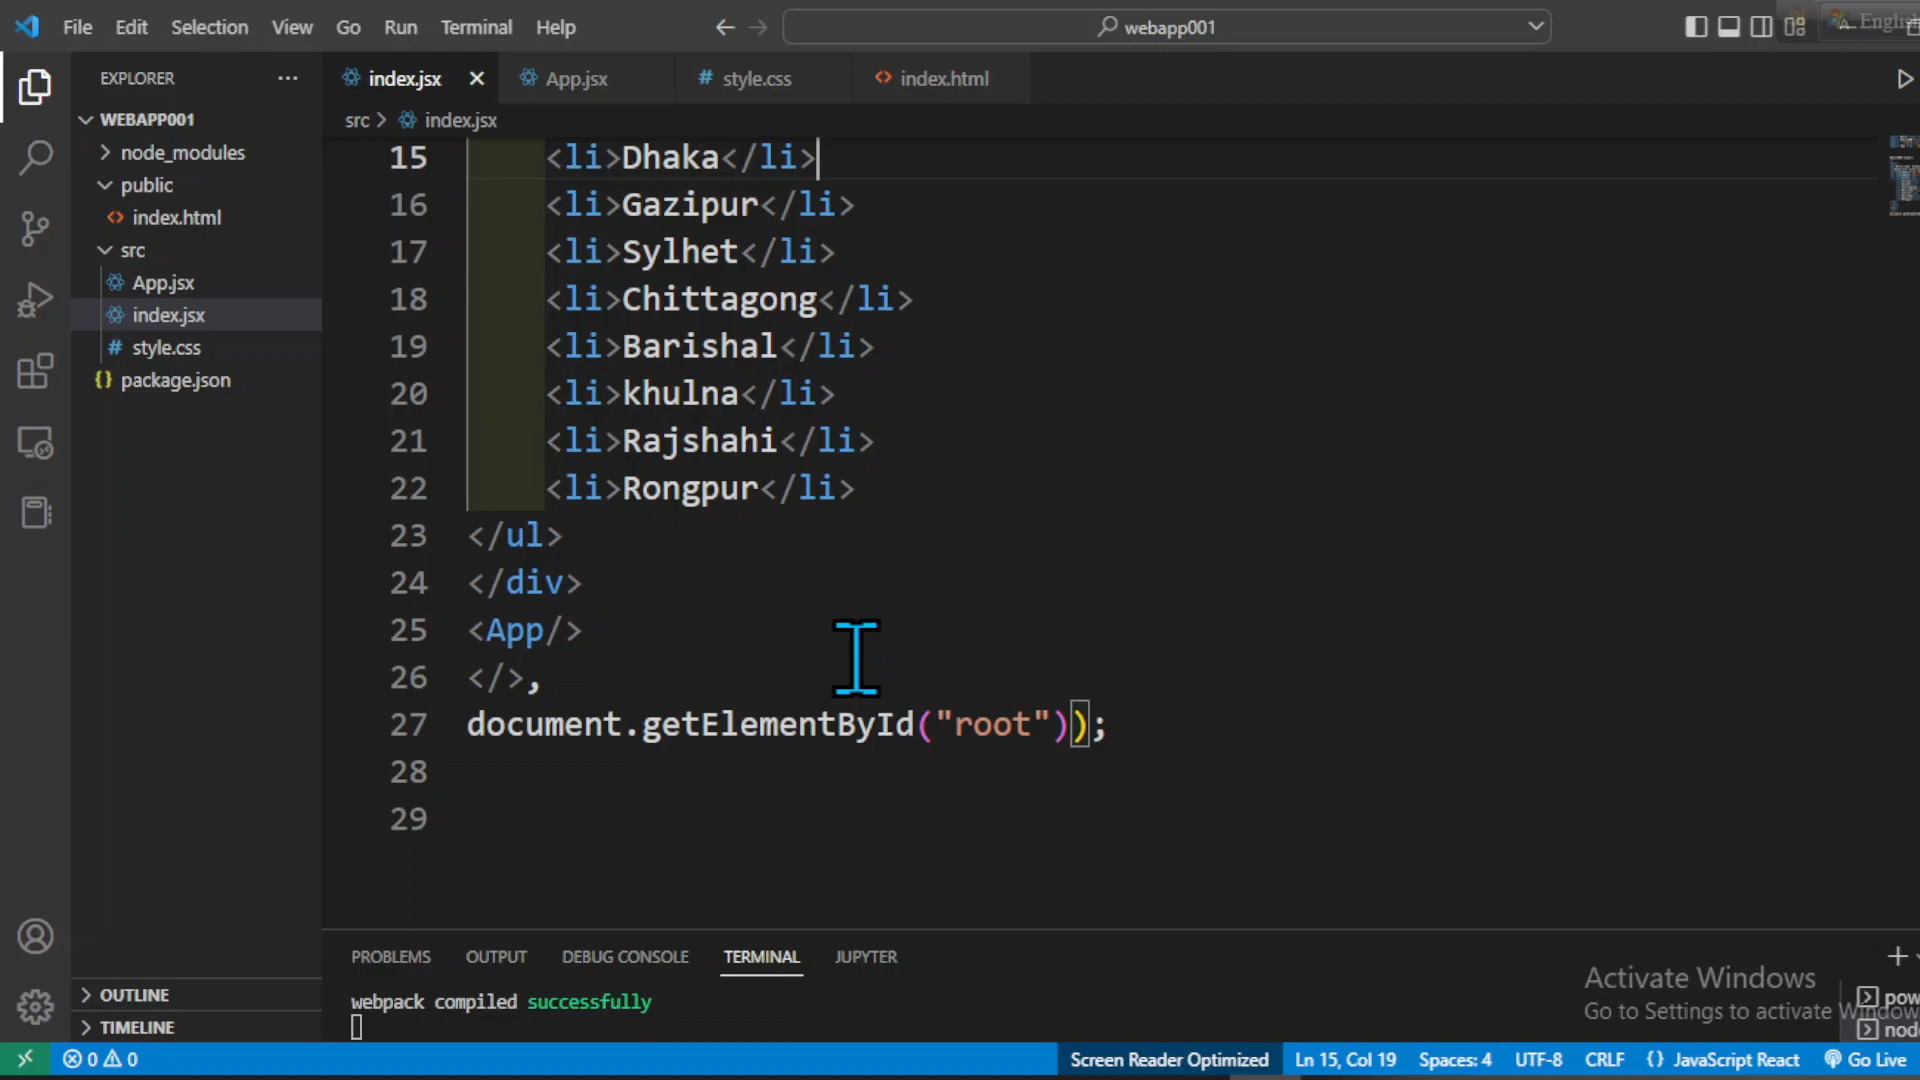 File Edit Selection View Go Run Terminal Help
webapp001
English
EXPLORER
index.jsx
App.jsx
# style.css
<> index.html
WEBAPP001
node_modules
public
<> index.html
src
App.jsx
index.jsx
# style.css
{} package.json
OUTLINE
TIMELINE
src > index.jsx
15 <li>Dhaka</li>
16 <li>Gazipur</li>
17 <li>Sylhet</li>
18 <li>Chittagong</li>
19 <li>Barishal</li>
20 <li>khulna</li>
21 <li>Rajshahi</li>
22 <li>Rongpur</li>
23 </ul>
24 </div>
25 <App/>
26 </>,
27 document.getElementById("root"));
28
29
PROBLEMS OUTPUT DEBUG CONSOLE TERMINAL JUPYTER
webpack compiled successfully
Activate Windows
Go to Settings to activate Windows
pow
node
0 0
Screen Reader Optimized Ln 15, Col 19 Spaces: 4 UTF-8 CRLF {} JavaScript React Go Live